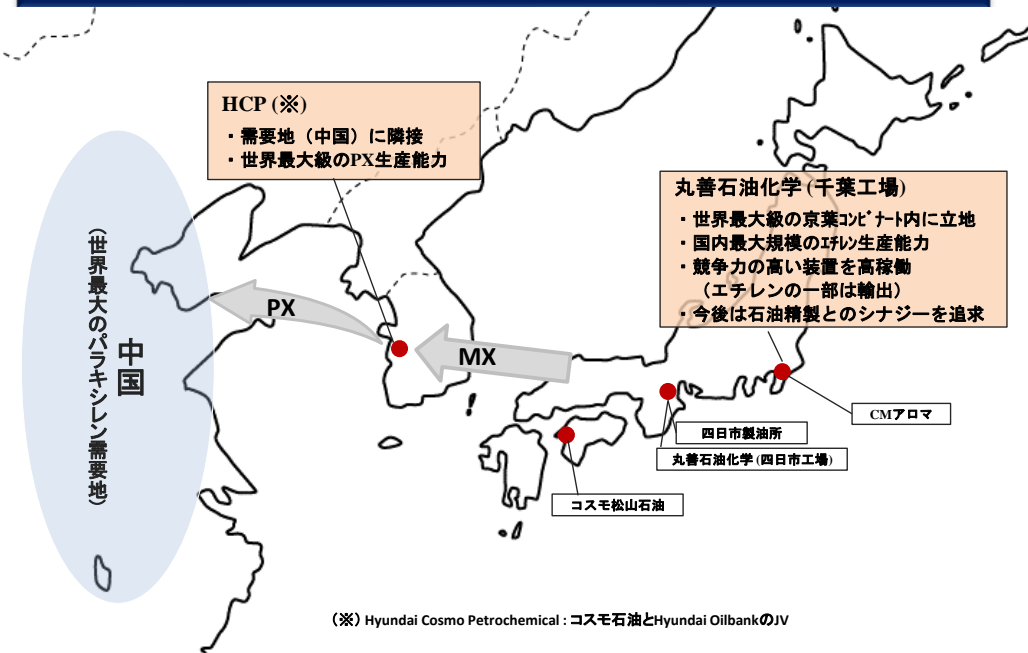 HCP (※)
・需要地（中国）に隣接
・世界最大級のPX生産能力
丸善石油化学 (千葉工場)
・世界最大級の京葉ｺﾝﾋﾞﾅｰﾄ内に立地
・国内最大規模のｴﾁﾚﾝ生産能力
・競争力の高い装置を高稼働
（エチレンの一部は輸出）
・今後は石油精製とのシナジーを追求
中国
（世界最大のパラキシレン需要地）
PX
MX
CMアロマ
四日市製油所
丸善石油化学 (四日市工場)
コスモ松山石油
(※) Hyundai Cosmo Petrochemical : コスモ石油とHyundai OilbankのJV